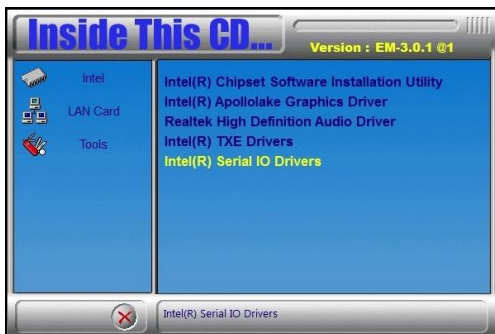 Inside This CD...
Version : EM-3.0.1 @1
Intel
LAN Card
Tools
Intel(R) Chipset Software Installation Utility
Intel(R) Apollolake Graphics Driver
Realtek High Definition Audio Driver
Intel(R) TXE Drivers
Intel(R) Serial IO Drivers
Intel(R) Serial IO Drivers